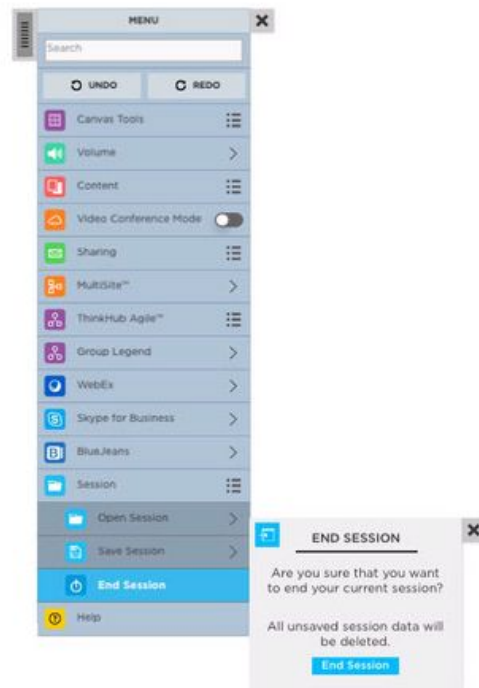 MENU
Search
UNDO REDO
Canvas Tools
Volume
Content
Video Conference Mode
Sharing
MultiSite™
ThinkHub Agile™
Group Legend
WebEx
Skype for Business
BlueJeans
Session
Open Session
Save Session
End Session
Help
END SESSION
Are you sure that you want
to end your current session?
All unsaved session data will
be deleted.
End Session